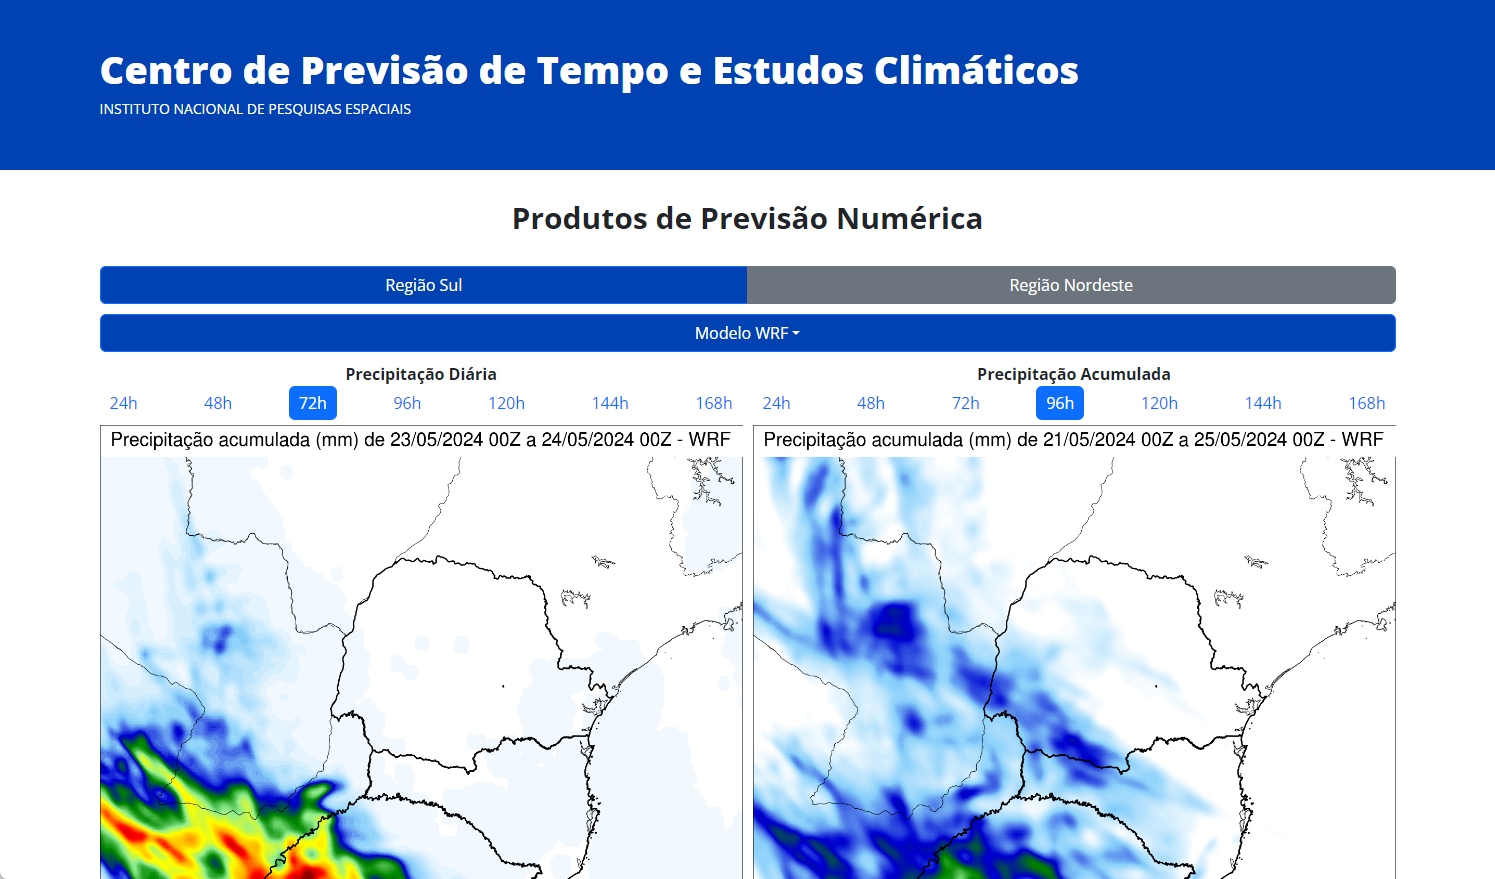 Centro de Previsão de Tempo e Estudos Climáticos
INSTITUTO NACIONAL DE PESQUISAS ESPACIAIS
Produtos de Previsão Numérica
Região Sul
Região Nordeste
Modelo WRF
Precipitação Diária
24h 48h 72h 96h 120h 144h 168h
Precipitação acumulada (mm) de 23/05/2024 00Z a 24/05/2024 00Z - WRF
Precipitação Acumulada
24h 48h 72h 96h 120h 144h 168h
Precipitação acumulada (mm) de 21/05/2024 00Z a 25/05/2024 00Z - WRF